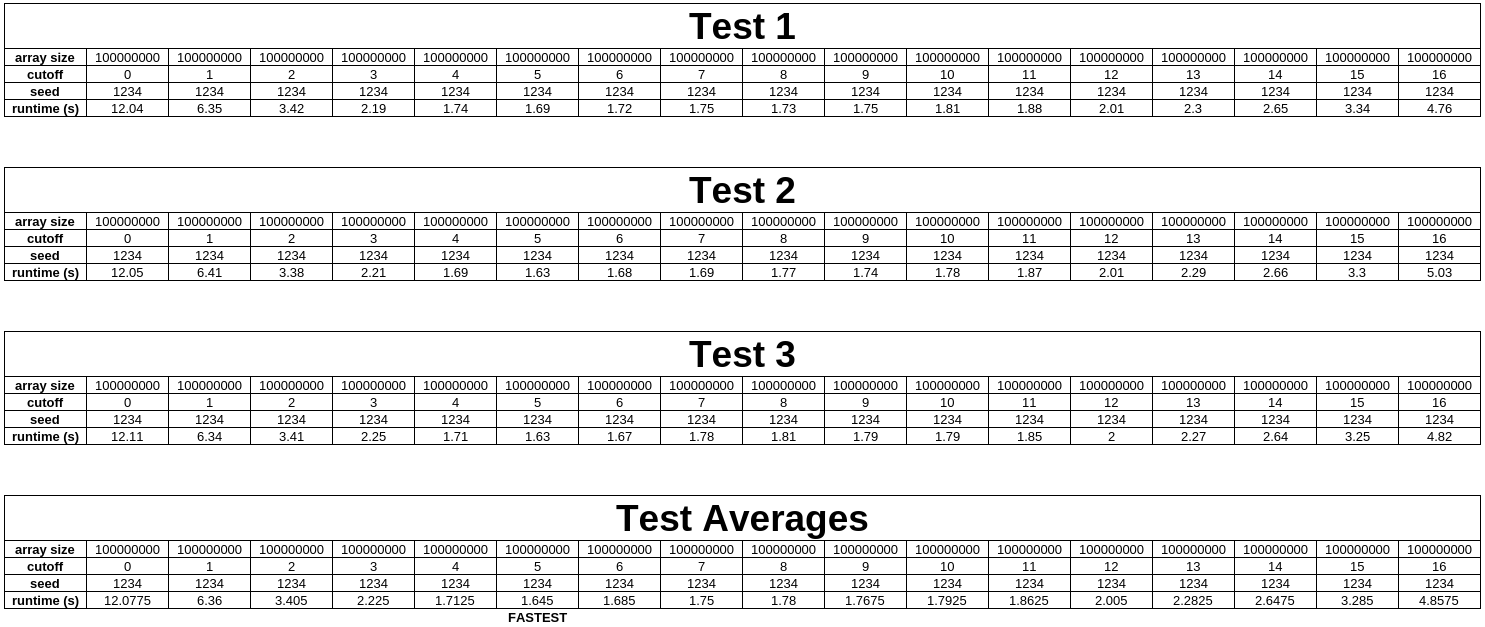 Test 1
array size 100000000 100000000 100000000 100000000 100000000 100000000 100000000 100000000 100000000 100000000 100000000 100000000 100000000 100000000 100000000 100000000 100000000
cutoff 0 1 2 3 4 5 6 7 8 9 10 11 12 13 14 15 16
seed 1234 1234 1234 1234 1234 1234 1234 1234 1234 1234 1234 1234 1234 1234 1234 1234 1234
runtime (s) 12.04 6.35 3.42 2.19 1.74 1.69 1.72 1.75 1.73 1.75 1.81 1.88 2.01 2.3 2.65 3.34 4.76
Test 2
array size 100000000 100000000 100000000 100000000 100000000 100000000 100000000 100000000 100000000 100000000 100000000 100000000 100000000 100000000 100000000 100000000 100000000
cutoff 0 1 2 3 4 5 6 7 8 9 10 11 12 13 14 15 16
seed 1234 1234 1234 1234 1234 1234 1234 1234 1234 1234 1234 1234 1234 1234 1234 1234 1234
runtime (s) 12.05 6.41 3.38 2.21 1.69 1.63 1.68 1.69 1.77 1.74 1.78 1.87 2.01 2.29 2.66 3.3 5.03
Test 3
array size 100000000 100000000 100000000 100000000 100000000 100000000 100000000 100000000 100000000 100000000 100000000 100000000 100000000 100000000 100000000 100000000 100000000
cutoff 0 1 2 3 4 5 6 7 8 9 10 11 12 13 14 15 16
seed 1234 1234 1234 1234 1234 1234 1234 1234 1234 1234 1234 1234 1234 1234 1234 1234 1234
runtime (s) 12.11 6.34 3.41 2.25 1.71 1.63 1.67 1.78 1.81 1.79 1.79 1.85 2 2.27 2.64 3.25 4.82
Test Averages
array size 100000000 100000000 100000000 100000000 100000000 100000000 100000000 100000000 100000000 100000000 100000000 100000000 100000000 100000000 100000000 100000000 100000000
cutoff 0 1 2 3 4 5 6 7 8 9 10 11 12 13 14 15 16
seed 1234 1234 1234 1234 1234 1234 1234 1234 1234 1234 1234 1234 1234 1234 1234 1234 1234
runtime (s) 12.0775 6.36 3.405 2.225 1.7125 1.645 1.685 1.75 1.78 1.7675 1.7925 1.8625 2.005 2.2825 2.6475 3.285 4.8575
FASTEST